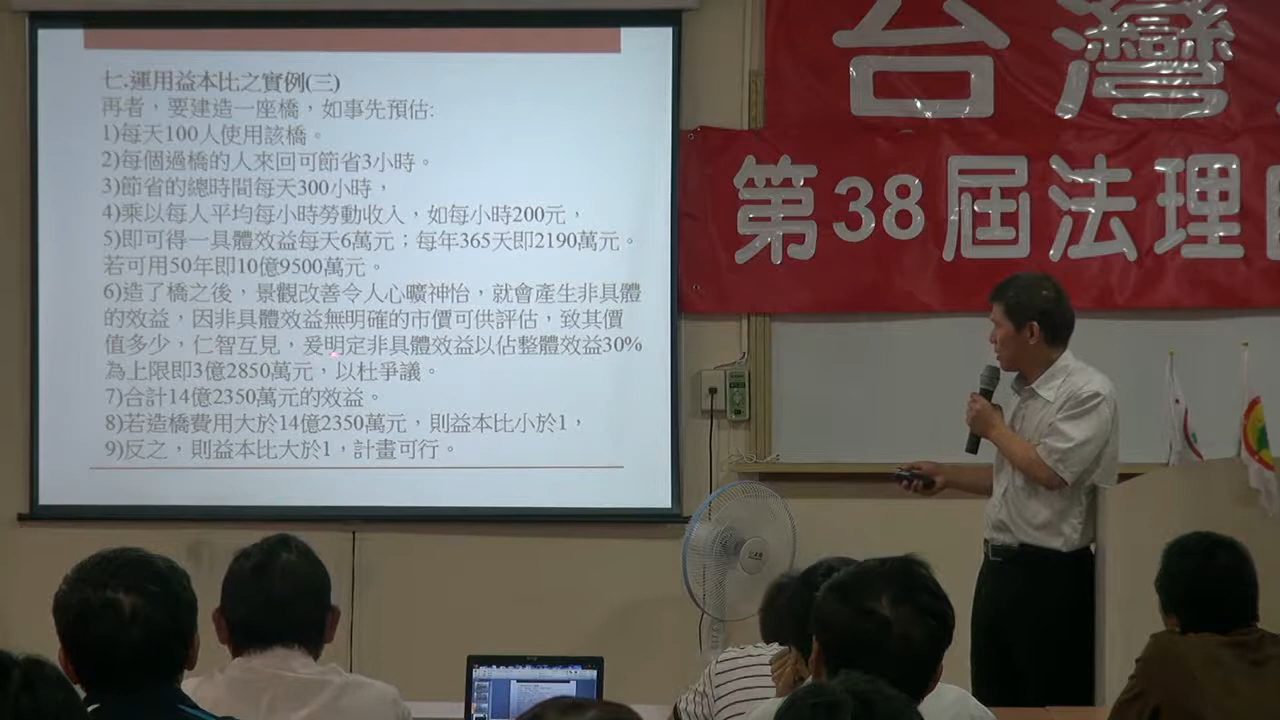 七.運用益本比之實例(三)
再者，要建造一座橋，如事先預估:
1)每天100人使用該橋。
2)每個過橋的人來回可節省3小時。
3)節省的總時間每天300小時，
4)乘以每人平均每小時勞動收入，如每小時200元，
5)即可得一具體效益每天6萬元；每年365天即2190萬元。
若可用50年即10億9500萬元。
6)造了橋之後，景觀改善令人心曠神怡，就會產生非具體
的效益，因非具體效益無明確的市價可供評估，致其價
值多少，仁智互見，爰明定非具體效益以佔整體效益30%
為上限即3億2850萬元，以杜爭議。
7)合計14億2350萬元的效益。
8)若造橋費用大於14億2350萬元，則益本比小於1，
9)反之，則益本比大於1，計畫可行。
台灣
第38屆法理